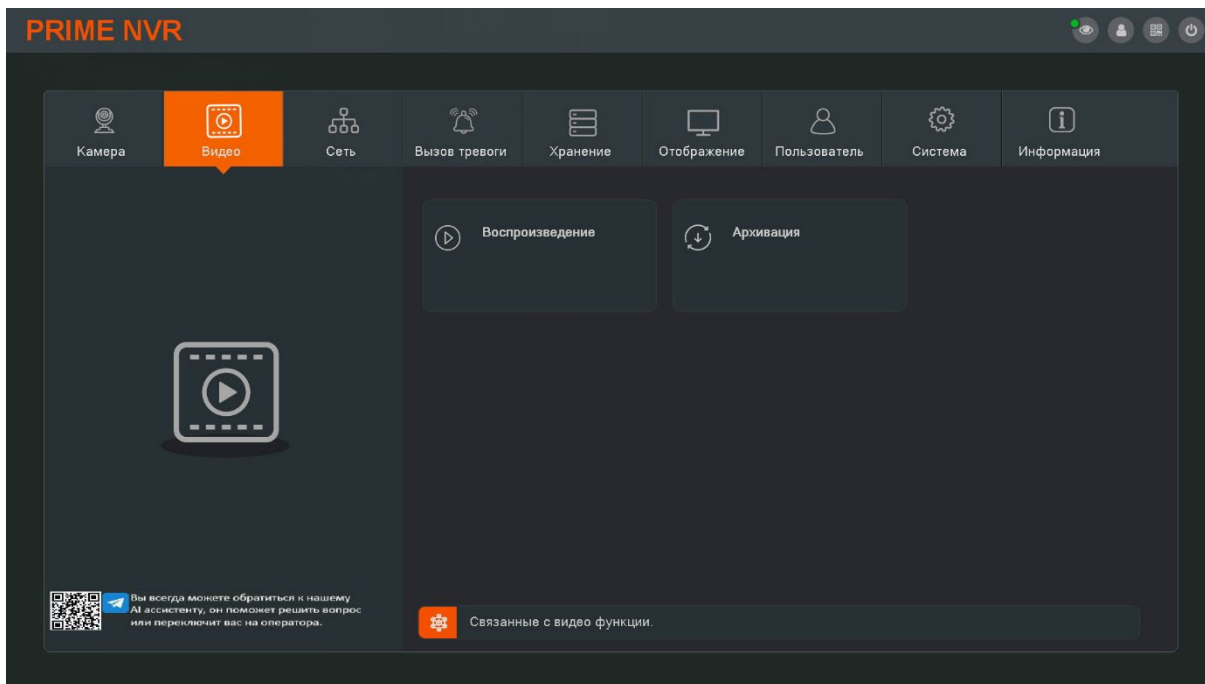 PRIME NVR
Камера
Видео
Сеть
Вызов тревоги
Хранение
Отображение
Пользователь
Система
Информация
Воспроизведение
Архивация
Вы всегда можете обратиться к нашему
AI ассистенту, он поможет решить вопрос
или переключит вас на оператора.
Связанные с видео функции.